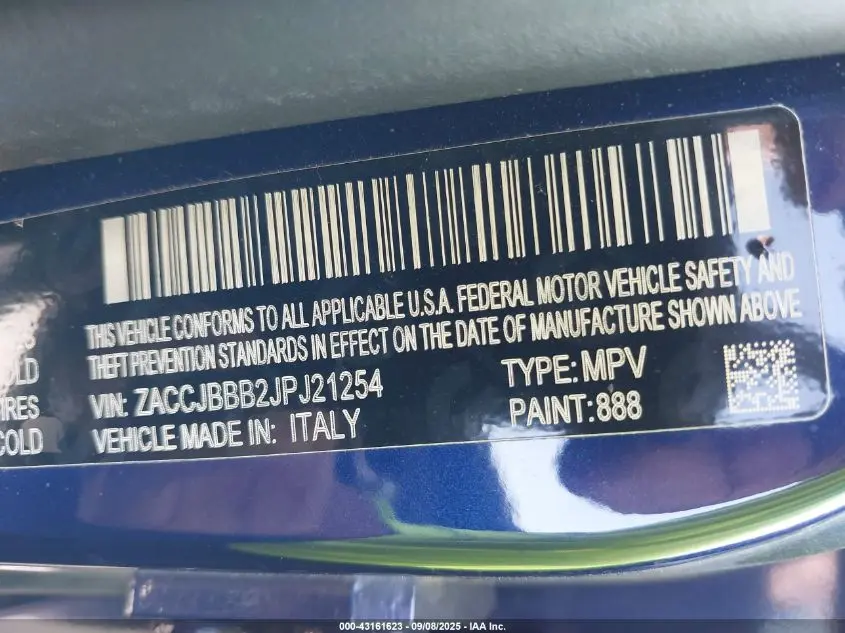 THIS VEHICLE CONFORMS TO ALL APPLICABLE U.S.A. FEDERAL MOTOR VEHICLE SAFETY AND
THEFT PREVENTION STANDARDS IN EFFECT ON THE DATE OF MANUFACTURE SHOWN ABOVE
VIN: ZACCJBBB2JPJ21254 TYPE: MPV
VEHICLE MADE IN: ITALY PAINT:888
COLD
000-43161623 - 09/08/2025 - IAA Inc.